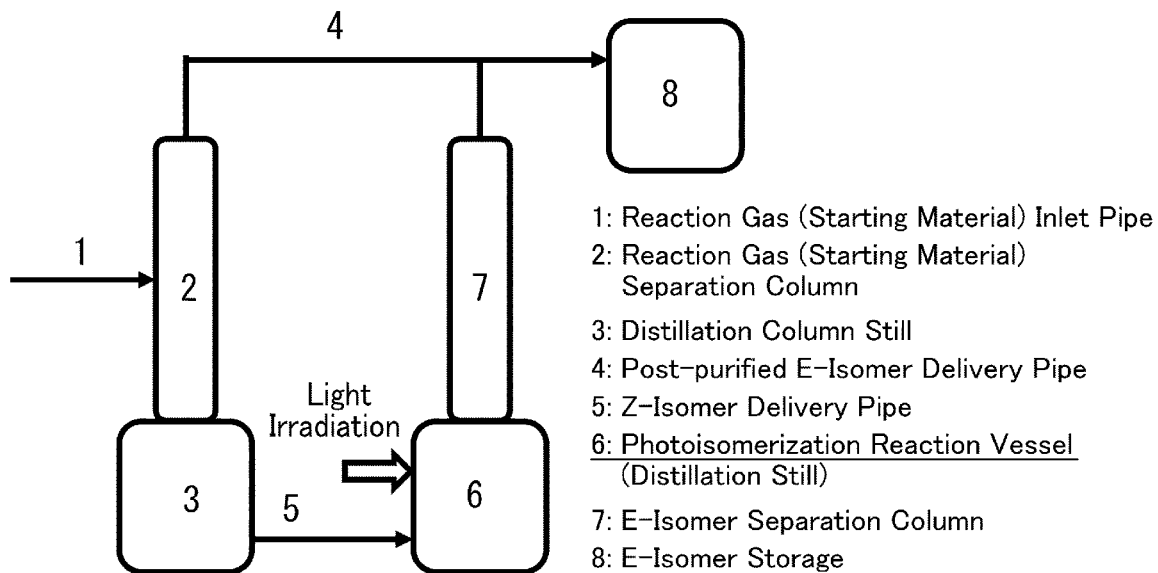 4
8
1
2
7
Light
Irradiation
3
5
6
1: Reaction Gas (Starting Material) Inlet Pipe
2: Reaction Gas (Starting Material)
Separation Column
3: Distillation Column Still
4: Post-purified E-Isomer Delivery Pipe
5: Z-Isomer Delivery Pipe
6: Photoisomerization Reaction Vessel
(Distillation Still)
7: E-Isomer Separation Column
8: E-Isomer Storage